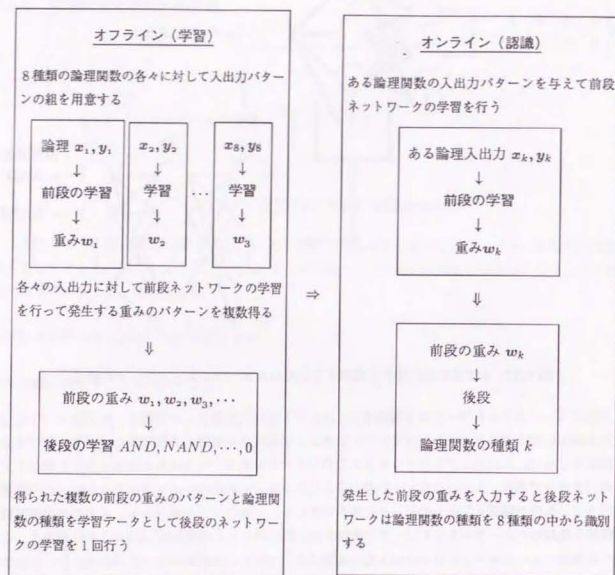 オフライン（学習）
8種類の論理関数の各々に対して入出力パター
ンの組を用意する
論理 x₁, y₁
↓
前段の学習
↓
重みw₁
x₂, y₂
↓
学習
↓
w₂
...
x₈, y₈
↓
学習
↓
w₃
各々の入出力に対して前段ネットワークの学習
を行って発生する重みのパターンを複数得る
⇓
前段の重み w₁, w₂, w₃, ...
↓
後段の学習 AND, NAND, ..., 0
得られた複数の前段の重みのパターンと論理関
数の種類を学習データとして後段のネットワー
クの学習を1回行う
⇒
オンライン（認識）
ある論理関数の入出力パターンを与えて前段
ネットワークの学習を行う
ある論理入出力 xₖ, yₖ
↓
前段の学習
↓
重みwₖ
⇓
前段の重み wₖ
↓
後段
↓
論理関数の種類 k
発生した前段の重みを入力すると後段ネット
ワークは論理関数の種類を8種類の中から識別
する